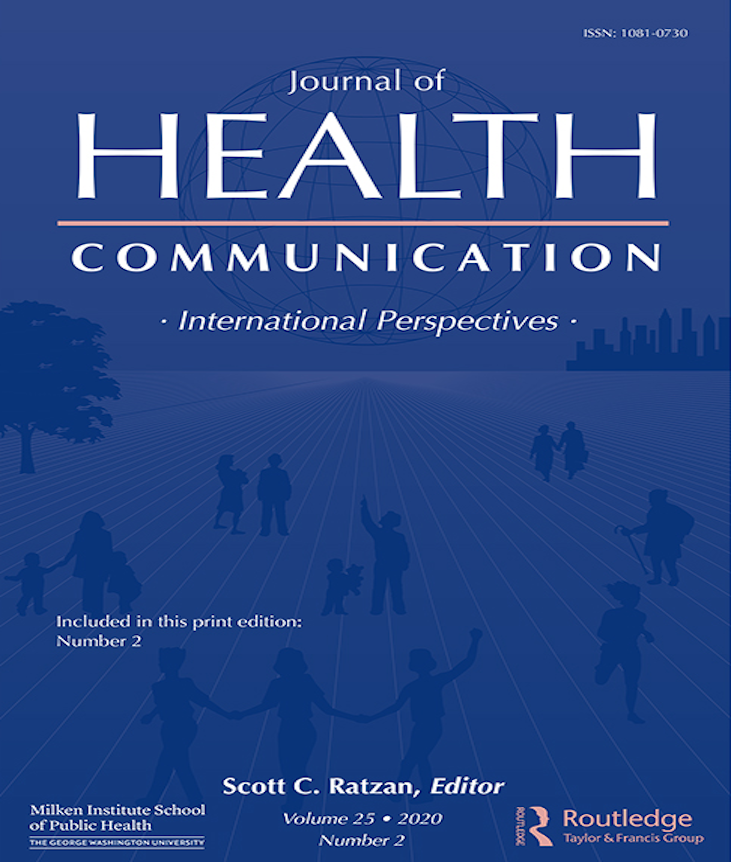 ISSN: 1081-0730
Journal of
HEALTH
COMMUNICATION
· International Perspectives ·
Included in this print edition:
Number 2
Scott C. Ratzan, Editor
Milken Institute School
of Public Health
THE GEORGE WASHINGTON UNIVERSITY
Volume 25 • 2020
Number 2
ROUTLEDGE
Routledge
Taylor & Francis Group